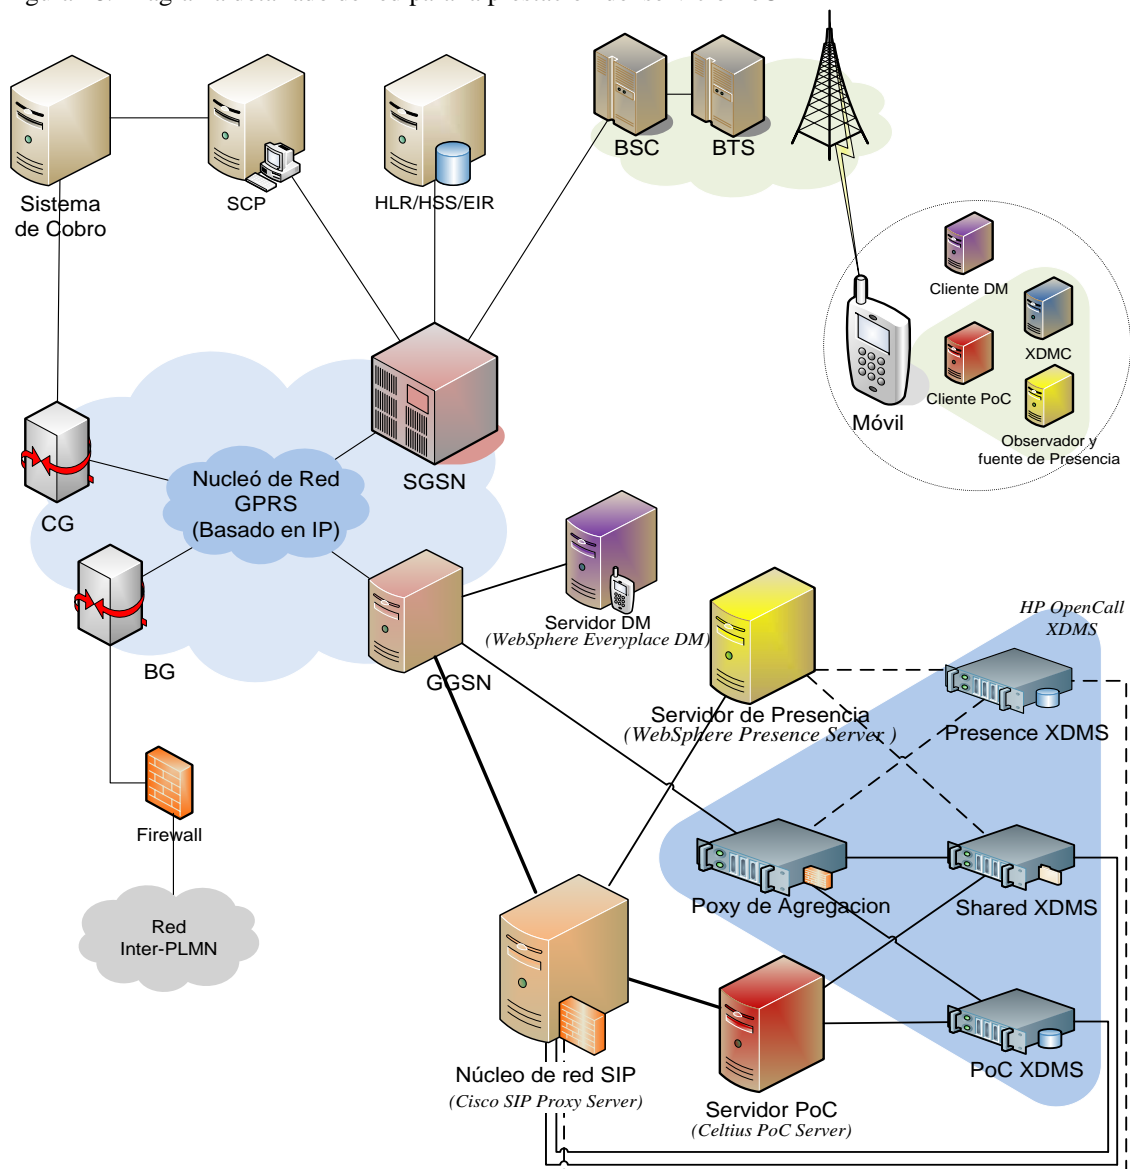 BSC
BTS
Sistema
de Cobro
SCP
HLR/HSS/EIR
Cliente DM
XDMC
Cliente PoC
Móvil
Observador y
fuente de Presencia
SGSN
Nucleó de Red
GPRS
(Basado en IP)
CG
BG
GGSN
Servidor DM
(WebSphere Everyplace DM)
HP OpenCall
XDMS
Servidor de Presencia
(WebSphere Presence Server )
Presence XDMS
Firewall
Red
Inter-PLMN
Poxy de Agregacion
Shared XDMS
Núcleo de red SIP
(Cisco SIP Proxy Server)
Servidor PoC
(Celtius PoC Server)
PoC XDMS